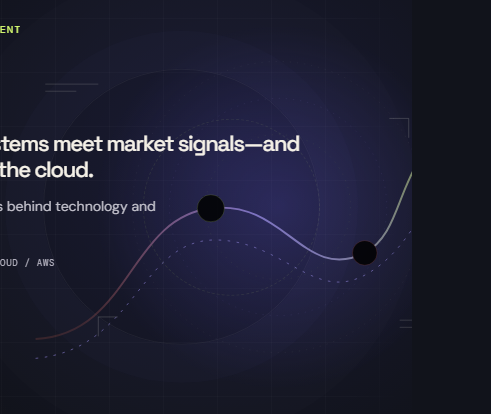 ENT
stems meet market signals—and
the cloud.
s behind technology and
OUD / AWS